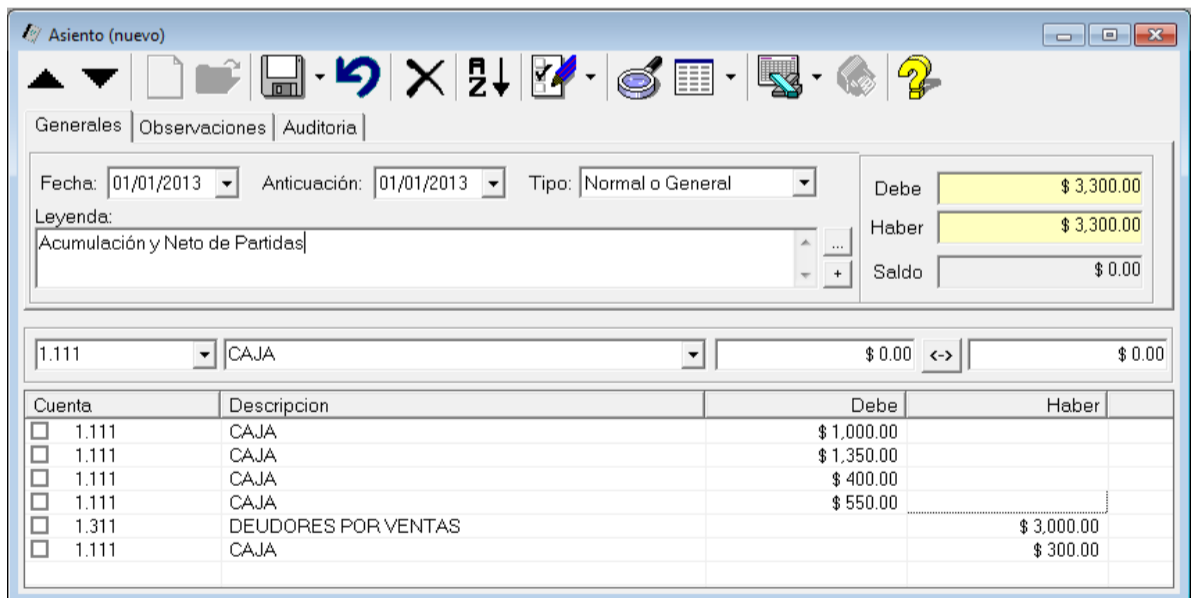 Asiento (nuevo)
Generales Observaciones Auditoria
Fecha: 01/01/2013 Anticuación: 01/01/2013 Tipo: Normal o General
Debe $ 3,300.00
Leyenda:
Acumulación y Neto de Partidas
...
+
Haber $ 3,300.00
Saldo $ 0.00
1.111 CAJA $ 0.00 <-> $ 0.00
Cuenta Descripcion Debe Haber
1.111 CAJA $ 1,000.00
1.111 CAJA $ 1,350.00
1.111 CAJA $ 400.00
1.111 CAJA $ 550.00
1.311 DEUDORES POR VENTAS $ 3,000.00
1.111 CAJA $ 300.00